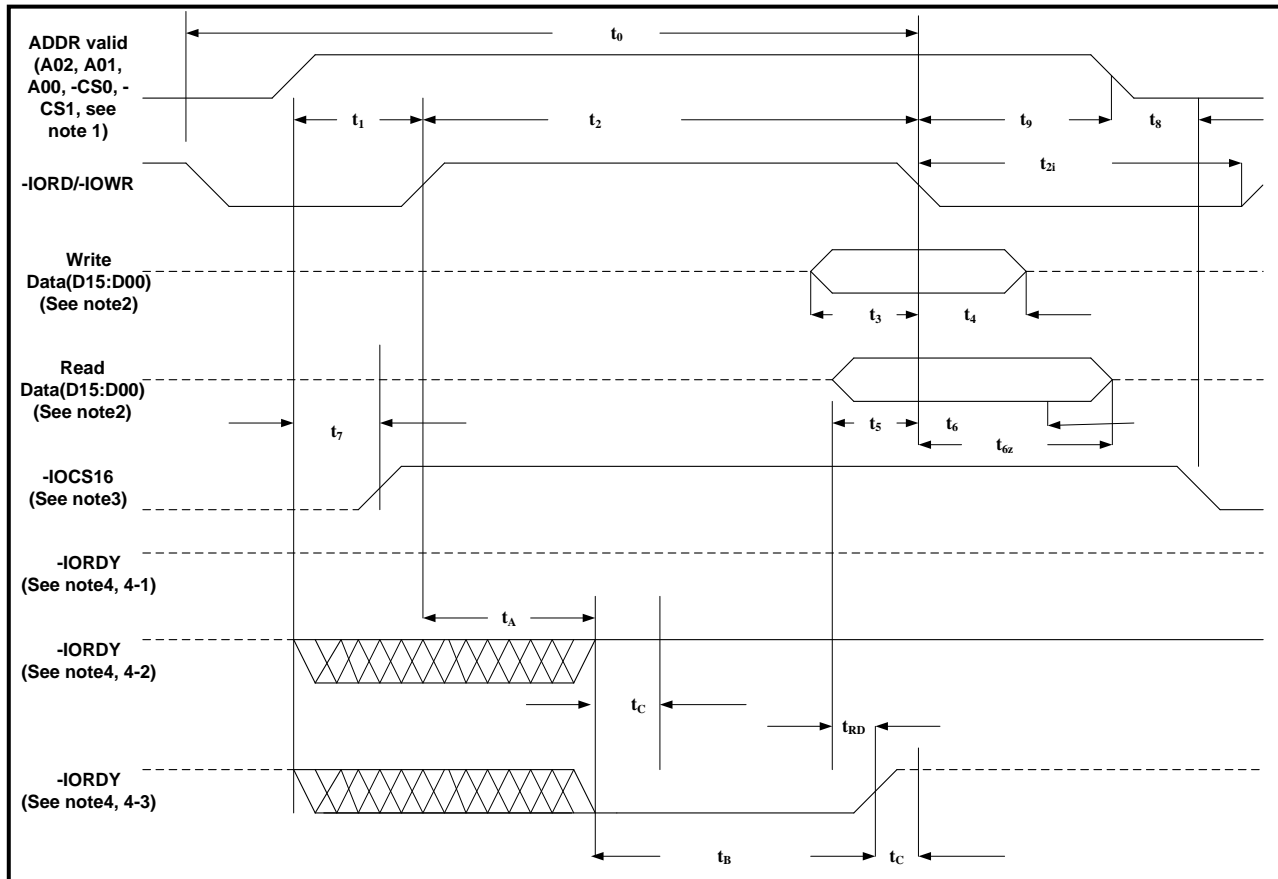 t0
ADDR valid
(A02, A01,
A00, -CS0, -
CS1, see
note 1)
t1
t2
t9
t8
-IORD/-IOWR
t2i
Write
Data(D15:D00)
(See note2)
t3
t4
Read
Data(D15:D00)
(See note2)
t7
t5
t6
t6z
-IOCS16
(See note3)
-IORDY
(See note4, 4-1)
tA
-IORDY
(See note4, 4-2)
tC
tRD
-IORDY
(See note4, 4-3)
tB
tC